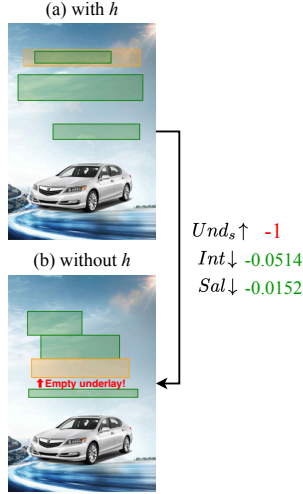 (a) with h
Und_s↑ -1
Int↓ -0.0514
Sal↓ -0.0152
(b) without h
⬆Empty underlay!